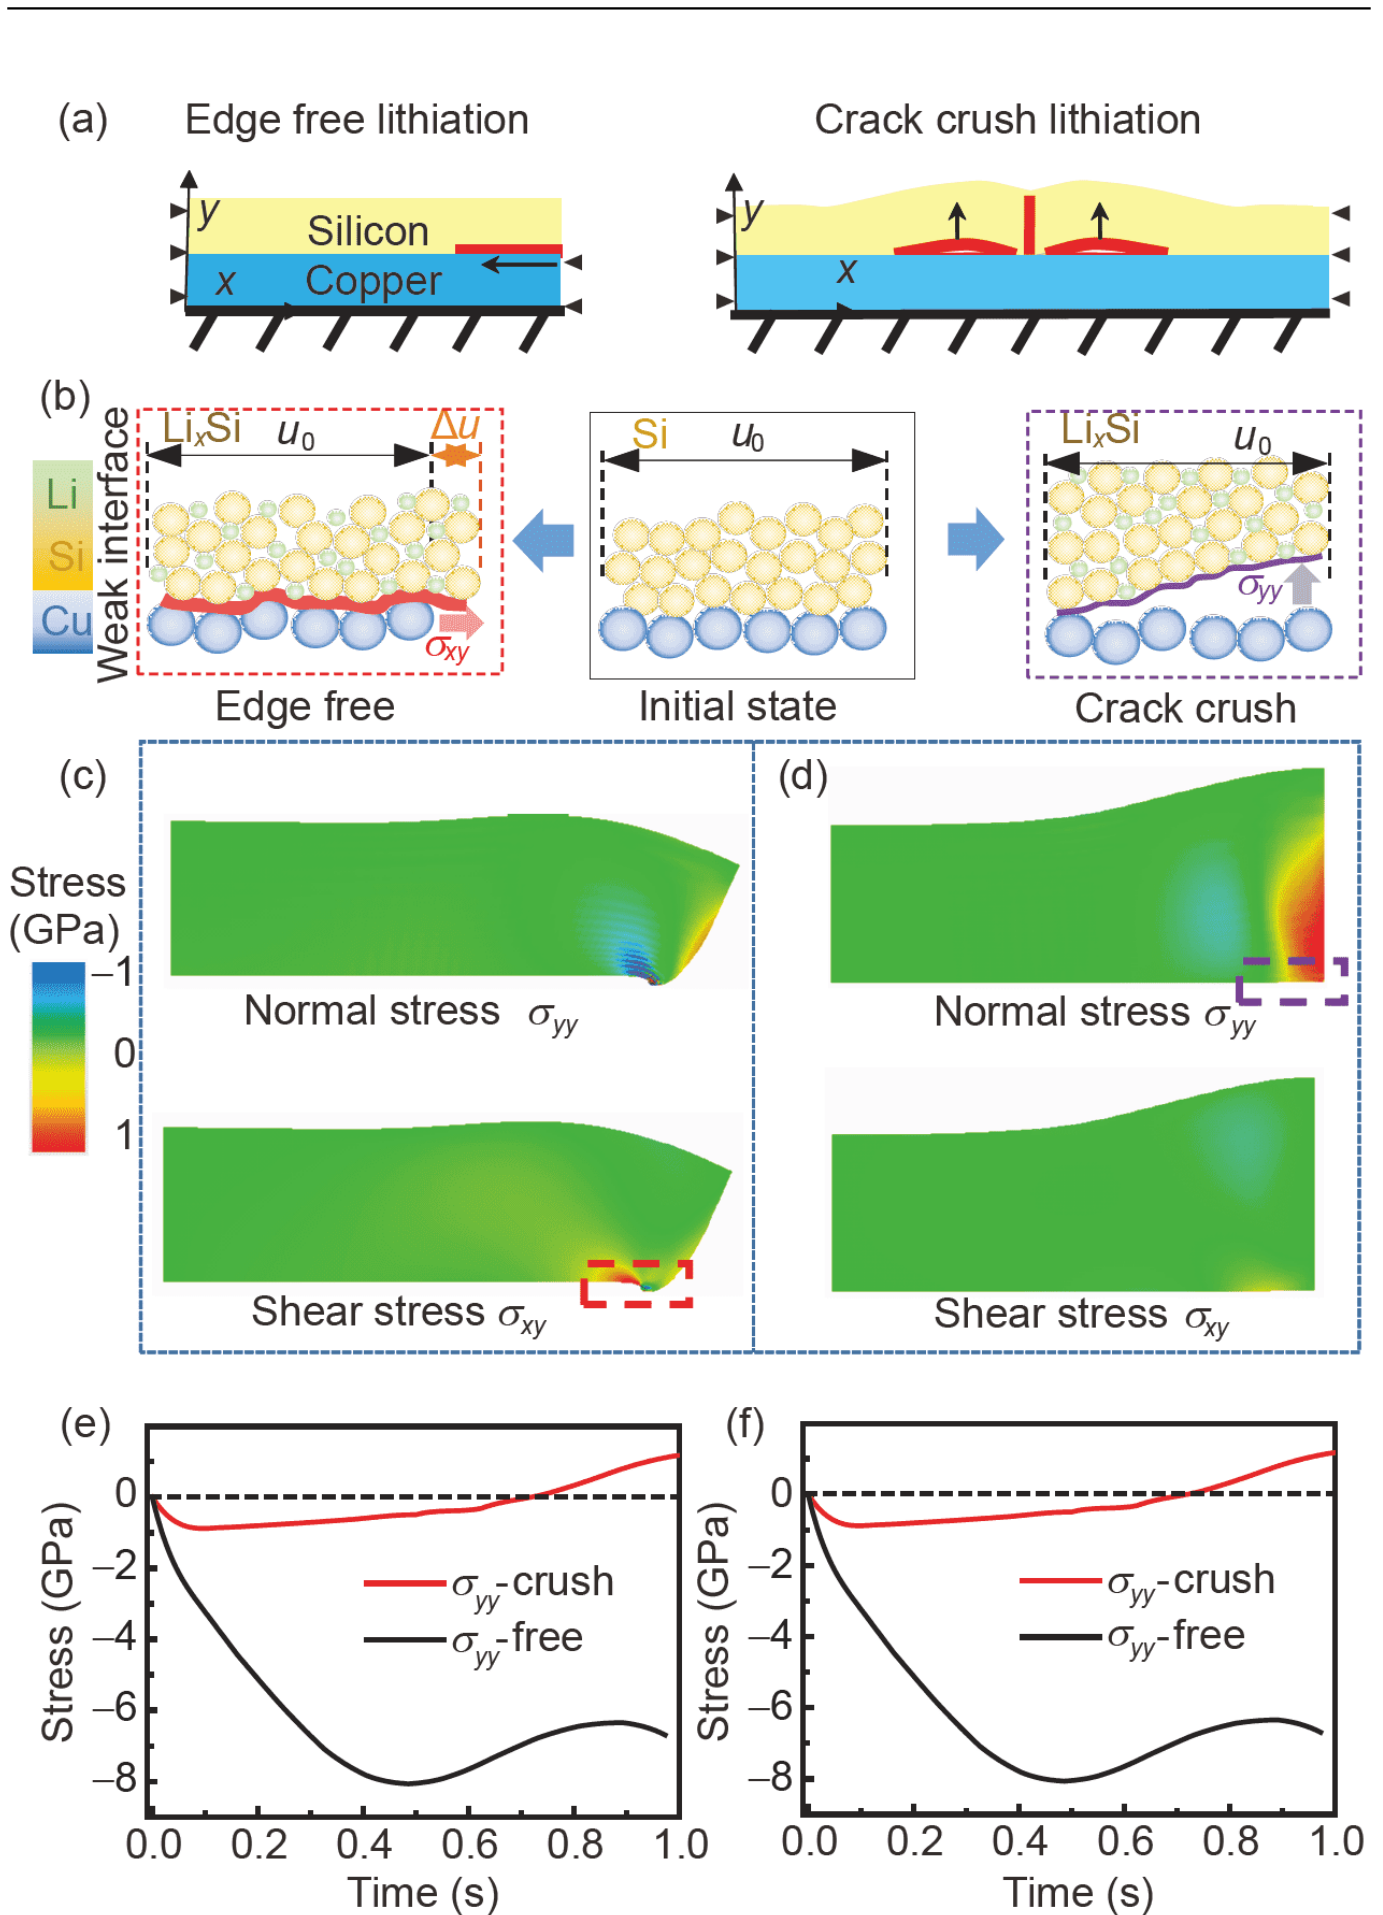 (a)
Edge free lithiation
Crack crush lithiation
y
Silicon
x
Copper
y
x
(b)
Weak interface
Li
Si
Cu
LixSi
u0
Δu
σxy
Edge free
Si
u0
Initial state
LixSi
u0
σyy
Crack crush
(c)
(d)
Stress
(GPa)
−1
0
1
Normal stress σyy
Normal stress σyy
Shear stress σxy
Shear stress σxy
(e)
Stress (GPa)
0
−2
−4
−6
−8
σyy-crush
σyy-free
0.0 0.2 0.4 0.6 0.8 1.0
Time (s)
(f)
Stress (GPa)
0
−2
−4
−6
−8
σyy-crush
σyy-free
0.0 0.2 0.4 0.6 0.8 1.0
Time (s)